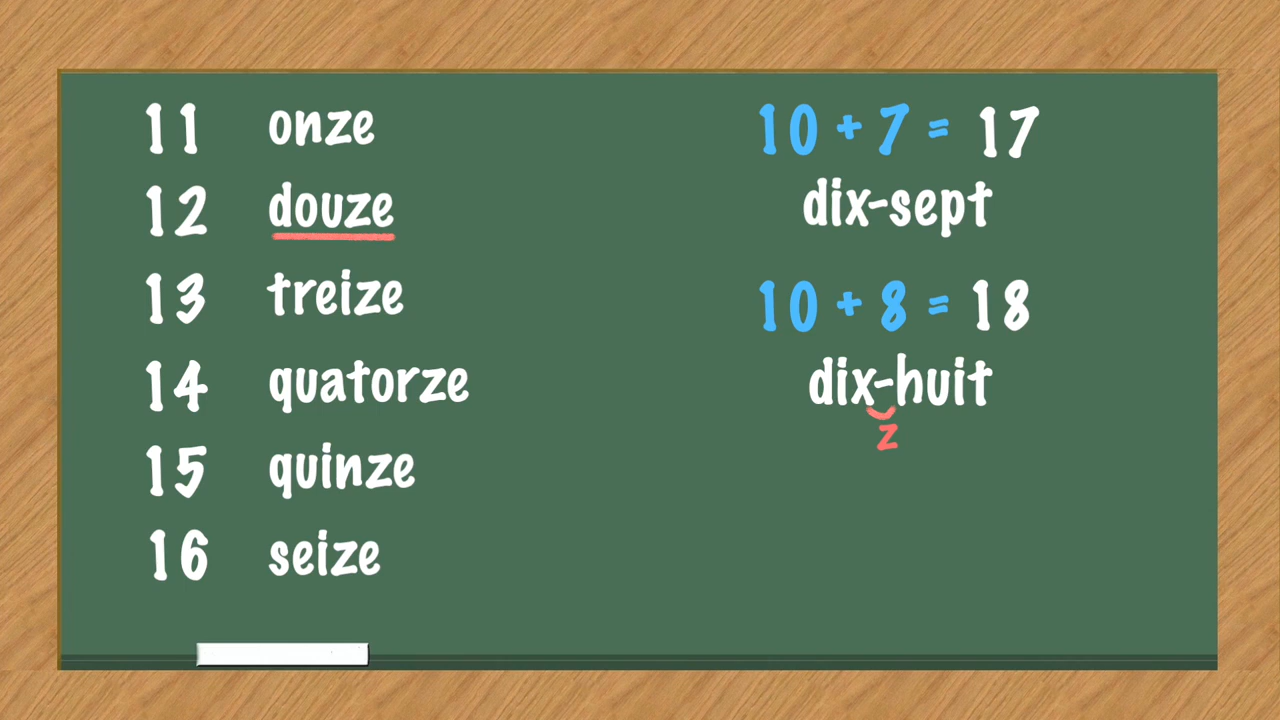 11 onze
12 douze
13 treize
14 quatorze
15 quinze
16 seize
10 + 7 = 17
dix-sept
10 + 8 = 18
dix-huit
z